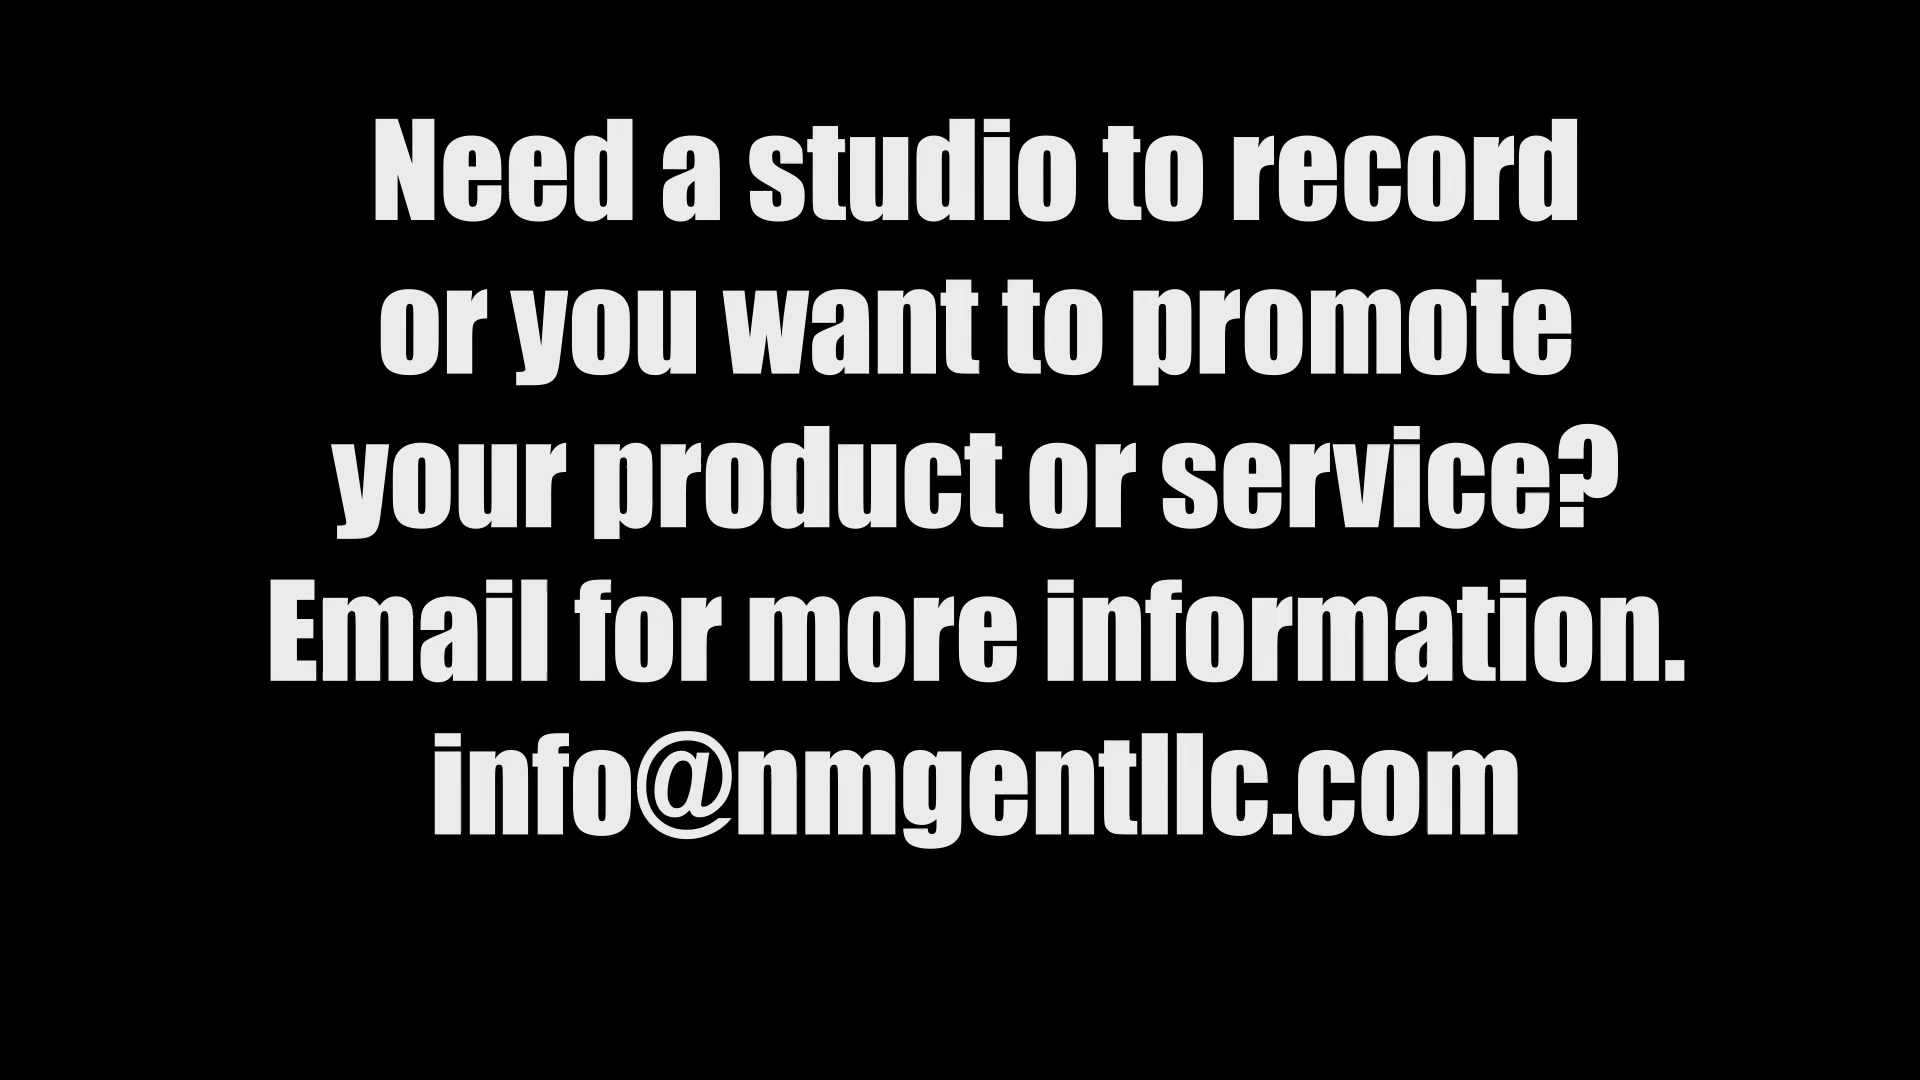 Need a studio to record
or you want to promote
your product or service?
Email for more information.
info@nmgentllc.com